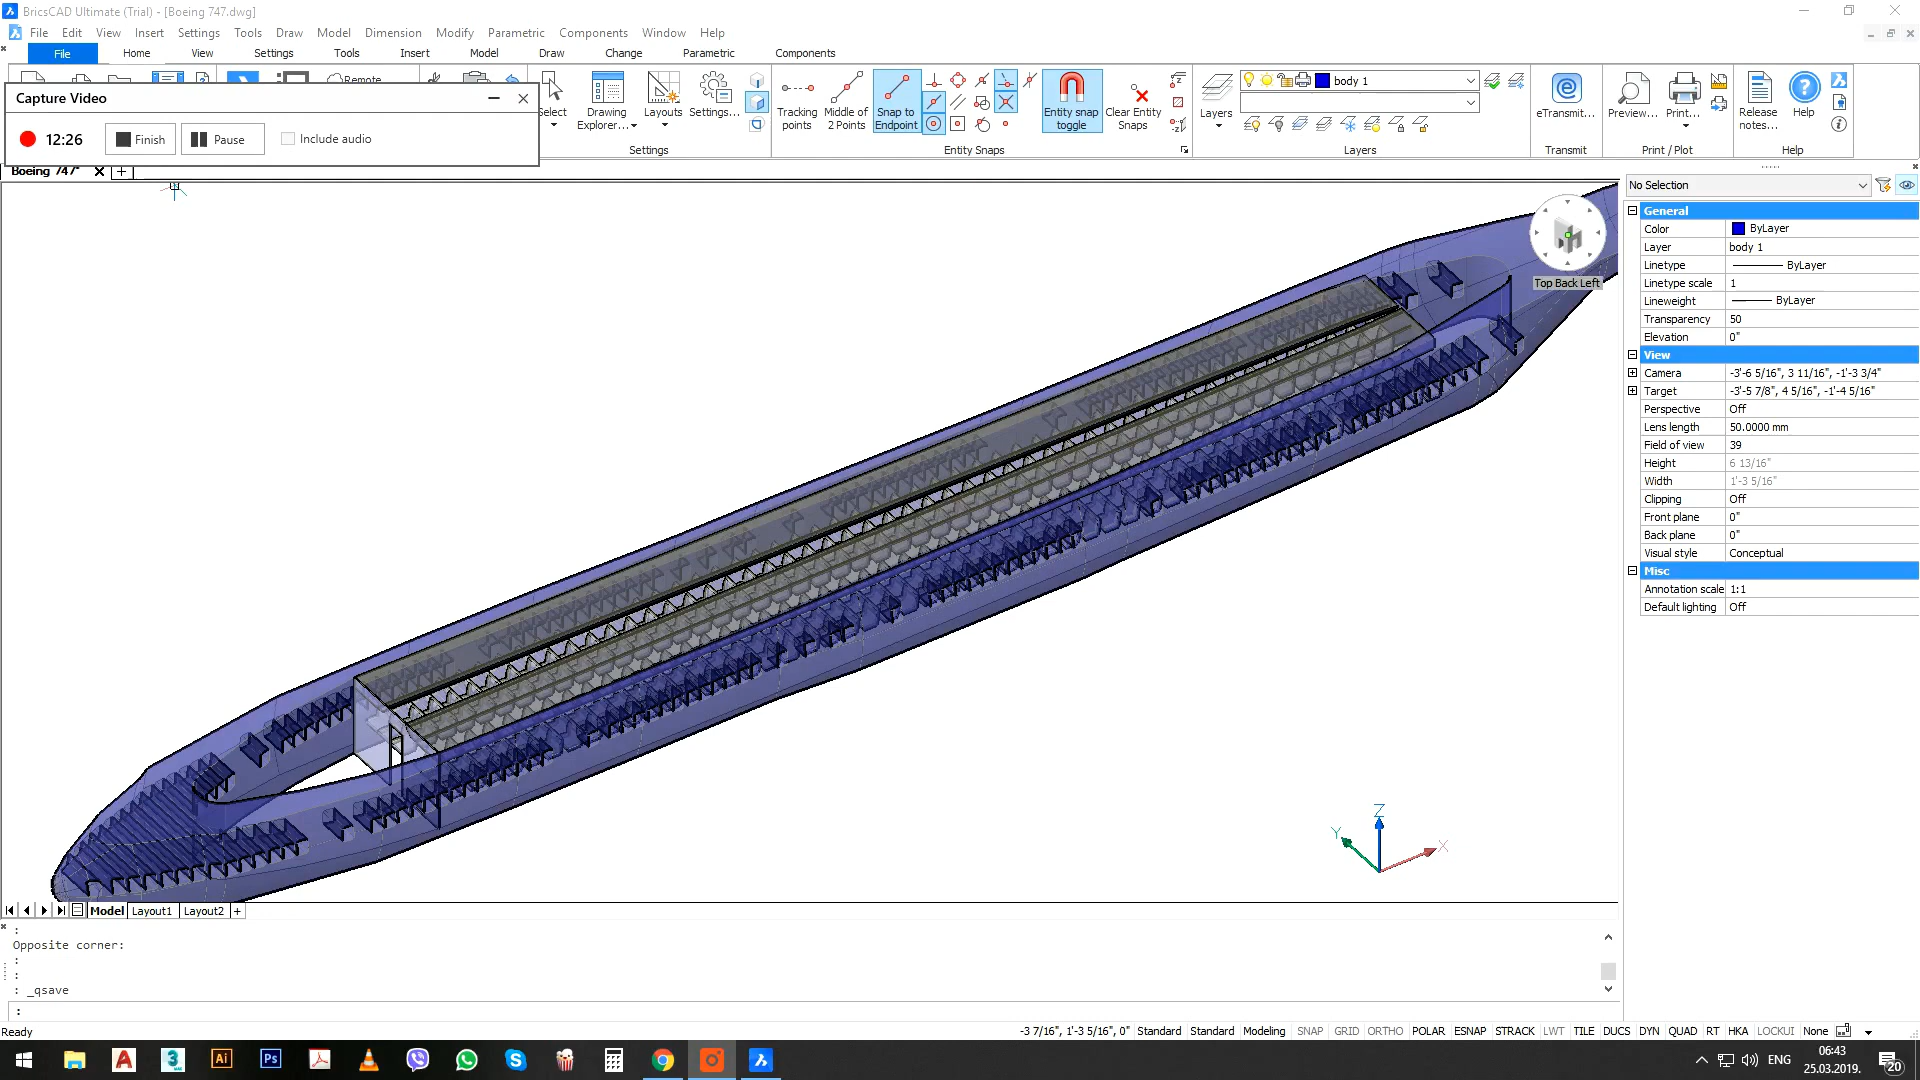 BricsCAD Ultimate (Trial) - [Boeing 747.dwg]
File Edit View Insert Settings Tools Draw Model Dimension Modify Parametric Components Window Help
File Home View Settings Tools Insert Model Draw Change Parametric Components
Remote
Capture Video
12:26 Finish Pause Include audio
Select Drawing Explorer... Layouts Settings...
Settings
Tracking points Middle of 2 Points Snap to Endpoint Entity snap toggle Clear Entity Snaps
Entity Snaps
Layers body 1
Layers
eTransmit...
Transmit
Preview... Print...
Print / Plot
Release notes... Help
Help
Boeing 747*
Top Back Left
Z
Y
X
No Selection
General
Color ByLayer
Layer body 1
Linetype ByLayer
Linetype scale 1
Lineweight ByLayer
Transparency 50
Elevation 0"
View
Camera -3'-6 5/16", 3 11/16", -1'-3 3/4"
Target -3'-5 7/8", 4 5/16", -1'-4 5/16"
Perspective Off
Lens length 50.0000 mm
Field of view 39
Height 6 13/16"
Width 1'-3 5/16"
Clipping Off
Front plane 0"
Back plane 0"
Visual style Conceptual
Misc
Annotation scale 1:1
Default lighting Off
Model Layout1 Layout2 +
:
Opposite corner:
:
:
: _qsave
:
Ready
-3 7/16", 1'-3 5/16", 0" Standard Standard Modeling SNAP GRID ORTHO POLAR ESNAP STRACK LWT TILE DUCS DYN QUAD RT HKA LOCKUI None
Ai Ps
ENG
06:43
25.03.2019.
20